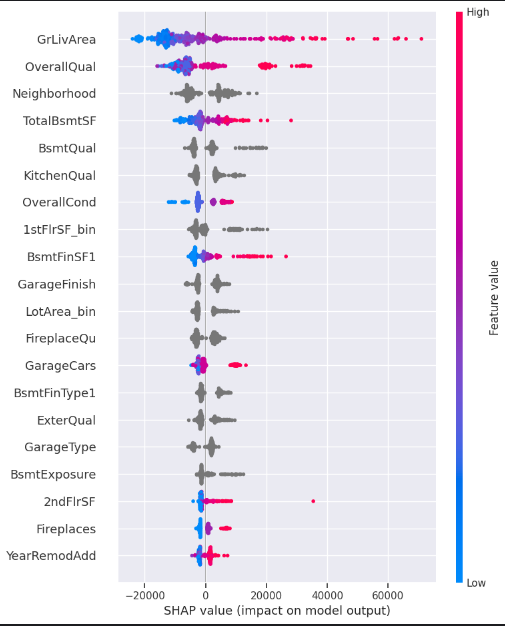 High
GrLivArea
OverallQual
Neighborhood
TotalBsmtSF
BsmtQual
KitchenQual
OverallCond
1stFlrSF_bin
BsmtFinSF1
GarageFinish
LotArea_bin
FireplaceQu
GarageCars
BsmtFinType1
ExterQual
GarageType
BsmtExposure
2ndFlrSF
Fireplaces
YearRemodAdd
Feature value
Low
−20000 0 20000 40000 60000
SHAP value (impact on model output)